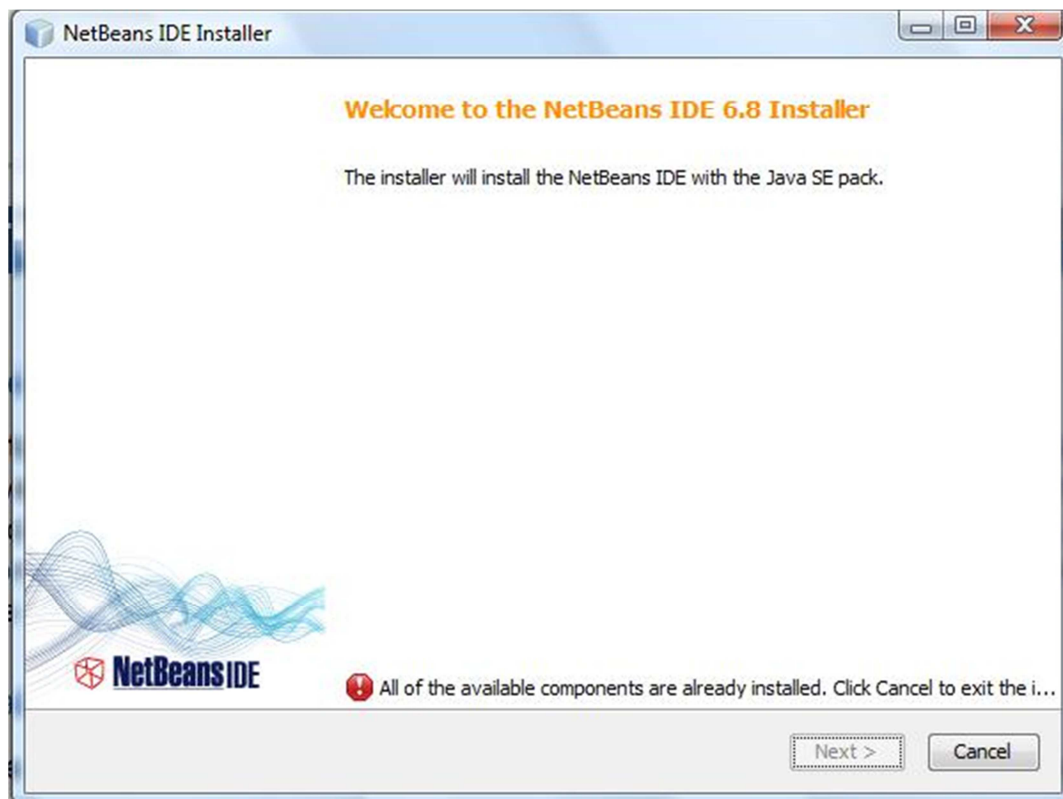 NetBeans IDE Installer
Welcome to the NetBeans IDE 6.8 Installer
The installer will install the NetBeans IDE with the Java SE pack.
NetBeans IDE
All of the available components are already installed. Click Cancel to exit the i...
Next >
Cancel